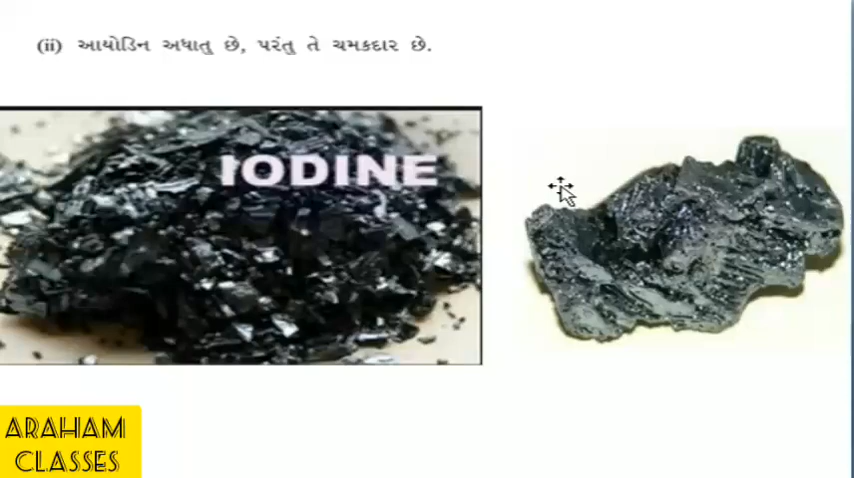 (ii) આયોડિન અધાતુ છે, પરંતુ તે ચમકદાર છે.
IODINE
ARAHAM
CLASSES